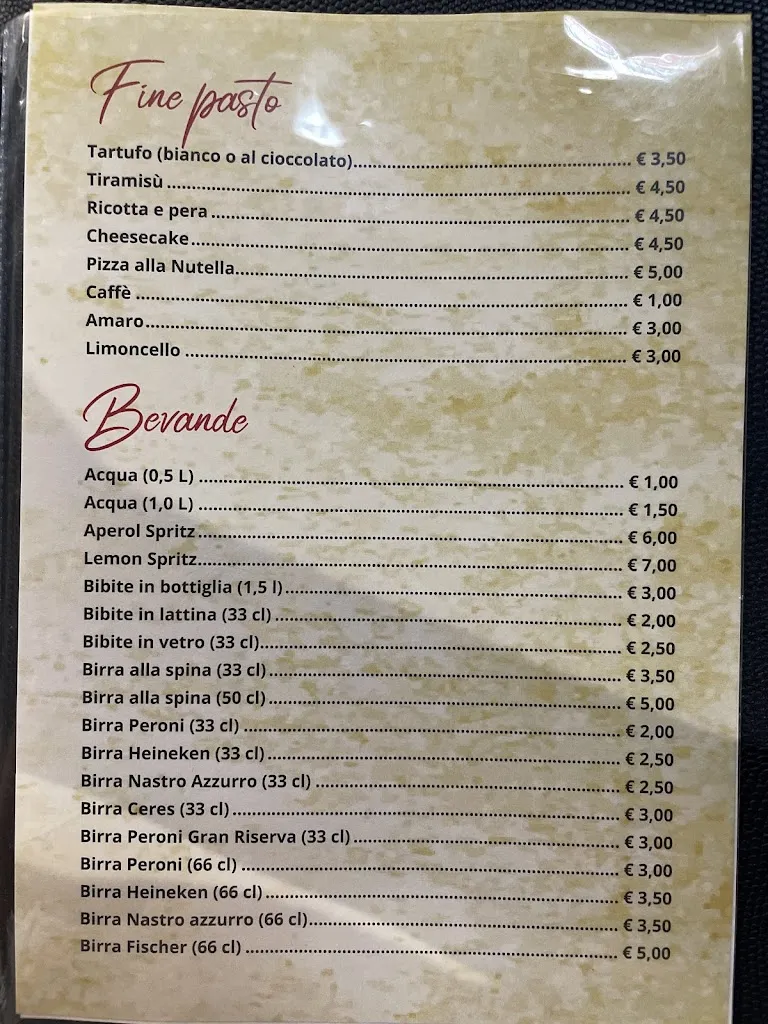 Fine pasto
Tartufo (bianco o al cioccolato)........................................................ € 3,50
Tiramisù ........................................................ € 4,50
Ricotta e pera ........................................................ € 4,50
Cheesecake........................................................ € 4,50
Pizza alla Nutella........................................................ € 5,00
Caffè ........................................................ € 1,00
Amaro........................................................ € 3,00
Limoncello ........................................................ € 3,00
Bevande
Acqua (0,5 L) ........................................................ € 1,00
Acqua (1,0 L) ........................................................ € 1,50
Aperol Spritz ........................................................ € 6,00
Lemon Spritz........................................................ € 7,00
Bibite in bottiglia (1,5 l) ........................................................ € 3,00
Bibite in lattina (33 cl) ........................................................ € 2,00
Bibite in vetro (33 cl)........................................................ € 2,50
Birra alla spina (33 cl) ........................................................ € 3,50
Birra alla spina (50 cl) ........................................................ € 5,00
Birra Peroni (33 cl) ........................................................ € 2,00
Birra Heineken (33 cl) ........................................................ € 2,50
Birra Nastro Azzurro (33 cl) ........................................................ € 2,50
Birra Ceres (33 cl) ........................................................ € 3,00
Birra Peroni Gran Riserva (33 cl) ........................................................ € 3,00
Birra Peroni (66 cl) ........................................................ € 3,00
Birra Heineken (66 cl) ........................................................ € 3,50
Birra Nastro azzurro (66 cl)........................................................ € 3,50
Birra Fischer (66 cl) ........................................................ € 5,00